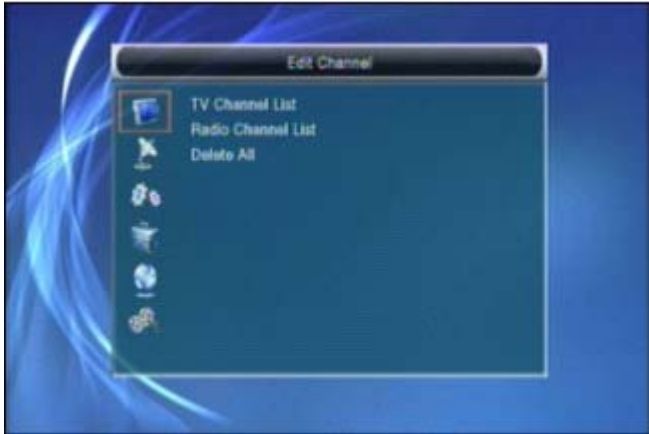 Edit Channel
TV Channel List
Radio Channel List
Delete All